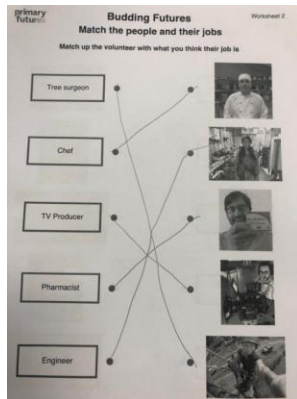 primary
futures
Budding Futures
Worksheet 2
Match the people and their jobs
Match up the volunteer with what you think their job is
Tree surgeon
Chef
TV Producer
Pharmacist
Engineer